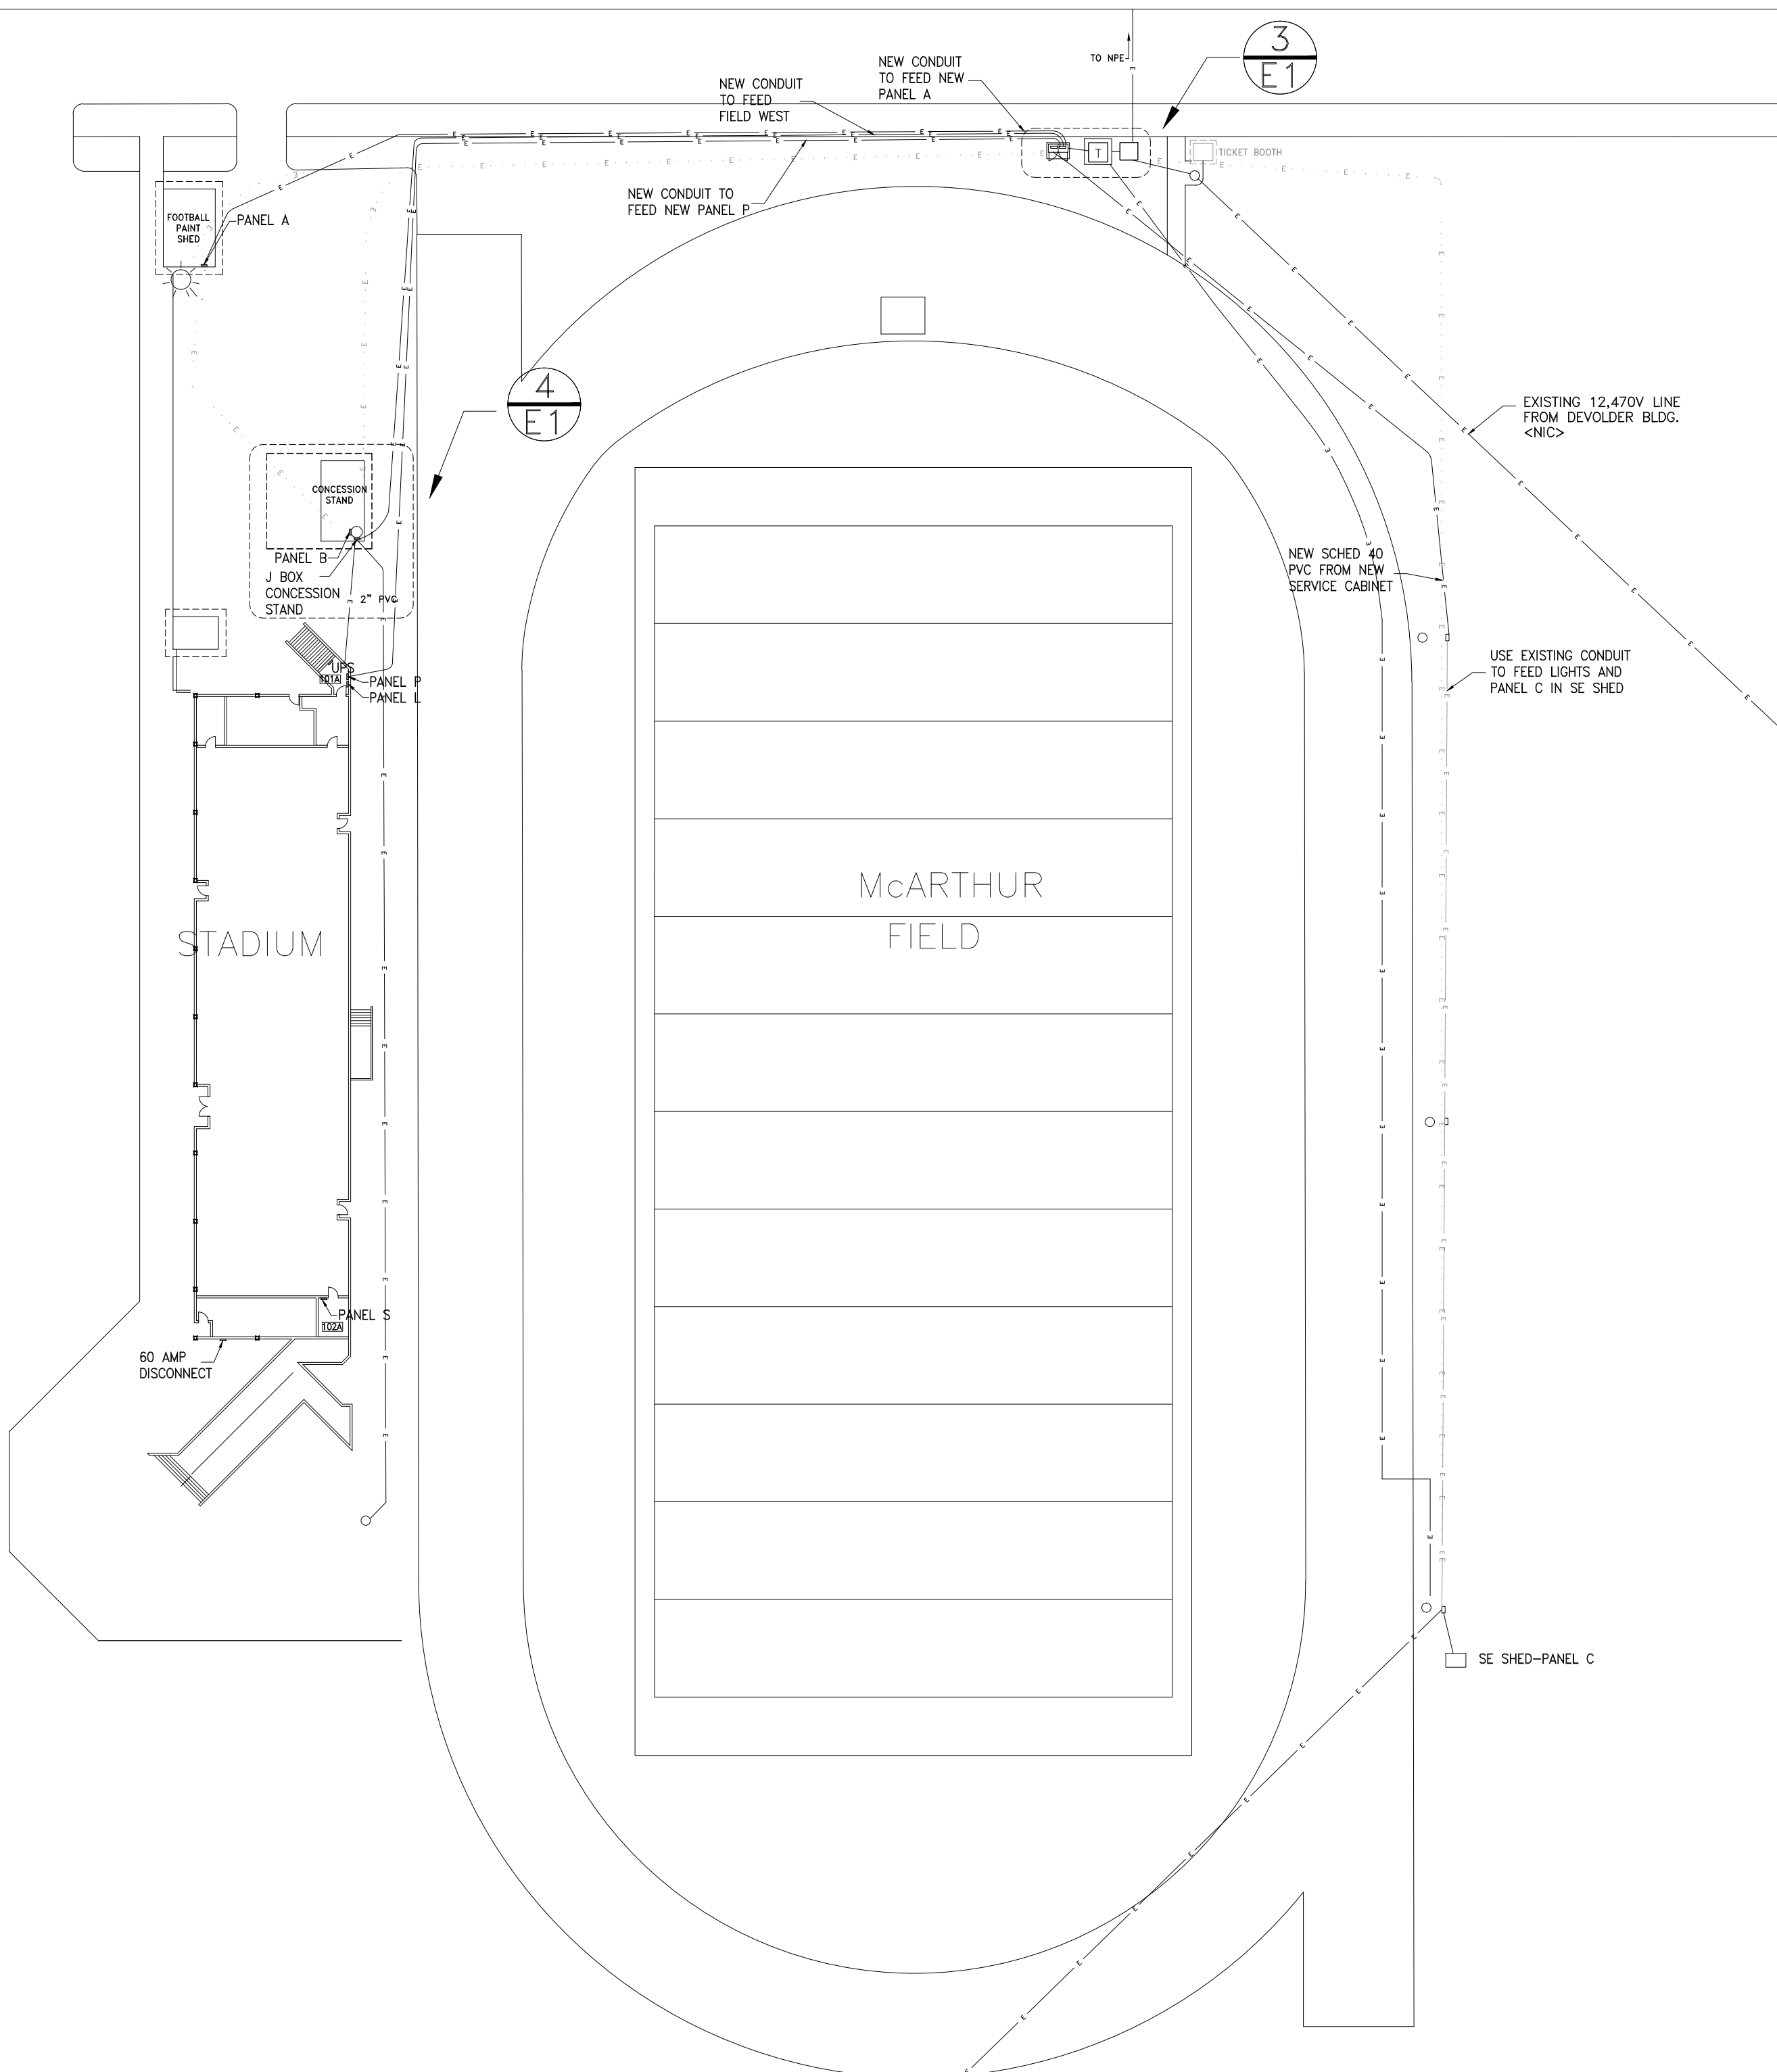 TO NPE
3
E1
NEW CONDUIT
TO FEED NEW
PANEL A
NEW CONDUIT
TO FEED
FIELD WEST
T
TICKET BOOTH
NEW CONDUIT TO
FEED NEW PANEL P
FOOTBALL
PAINT
SHED
PANEL A
4
E1
EXISTING 12,470V LINE
FROM DEVOLDER BLDG.
<NIC>
CONCESSION
STAND
PANEL B
J BOX
CONCESSION
STAND
2" PVC
NEW SCHED 40
PVC FROM NEW
SERVICE CABINET
UPS
101A
PANEL P
PANEL L
USE EXISTING CONDUIT
TO FEED LIGHTS AND
PANEL C IN SE SHED
McARTHUR
FIELD
STADIUM
PANEL S
102A
60 AMP
DISCONNECT
SE SHED-PANEL C